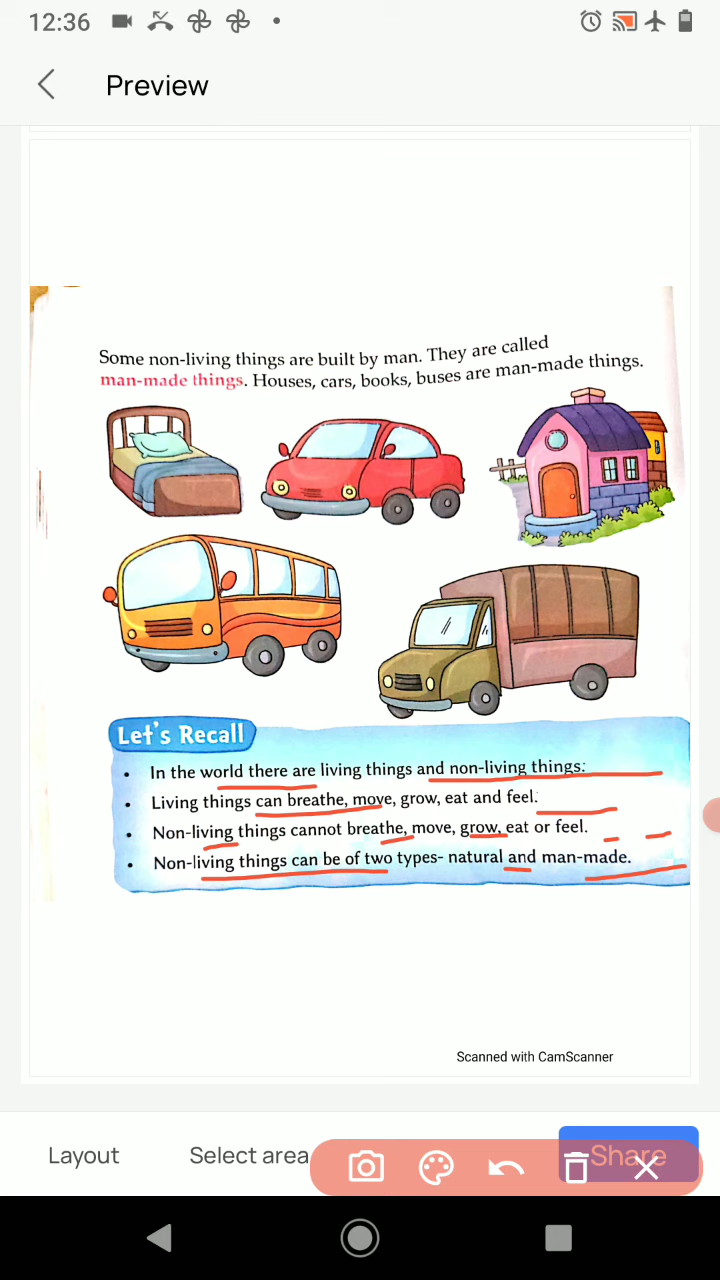 12:36
Preview
Some non-living things are built by man. They are called
man-made things. Houses, cars, books, buses are man-made things.
Let's Recall
• In the world there are living things and non-living things.
• Living things can breathe, move, grow, eat and feel.
• Non-living things cannot breathe, move, grow, eat or feel.
• Non-living things can be of two types- natural and man-made.
Scanned with CamScanner
Layout
Select area
Share